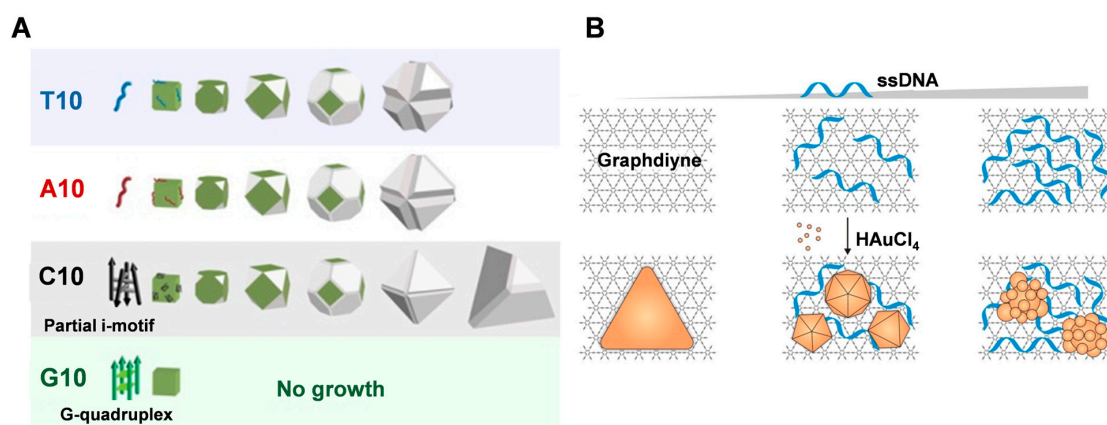 A
T10
A10
C10
Partial i-motif
G10
G-quadruplex
No growth
B
ssDNA
Graphdiyne
HAuCl4